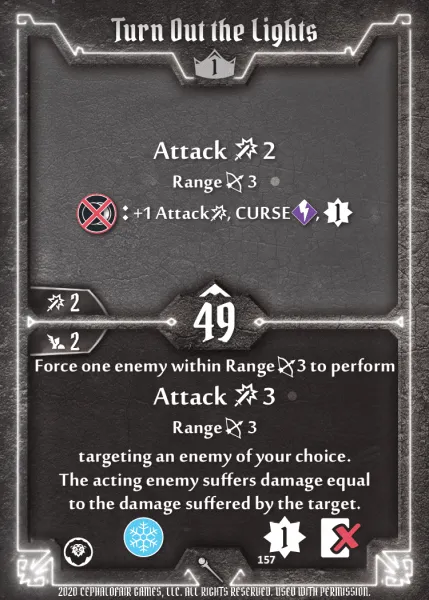 Turn Out the Lights
1
Attack 2
Range 3
: +1 Attack, CURSE, 1
2
49
2
Force one enemy within Range 3 to perform
Attack 3
Range 3
targeting an enemy of your choice.
The acting enemy suffers damage equal
to the damage suffered by the target.
1
157
2020 CEPHALOFAIR GAMES, LLC. ALL RIGHTS RESERVED. USED WITH PERMISSION.